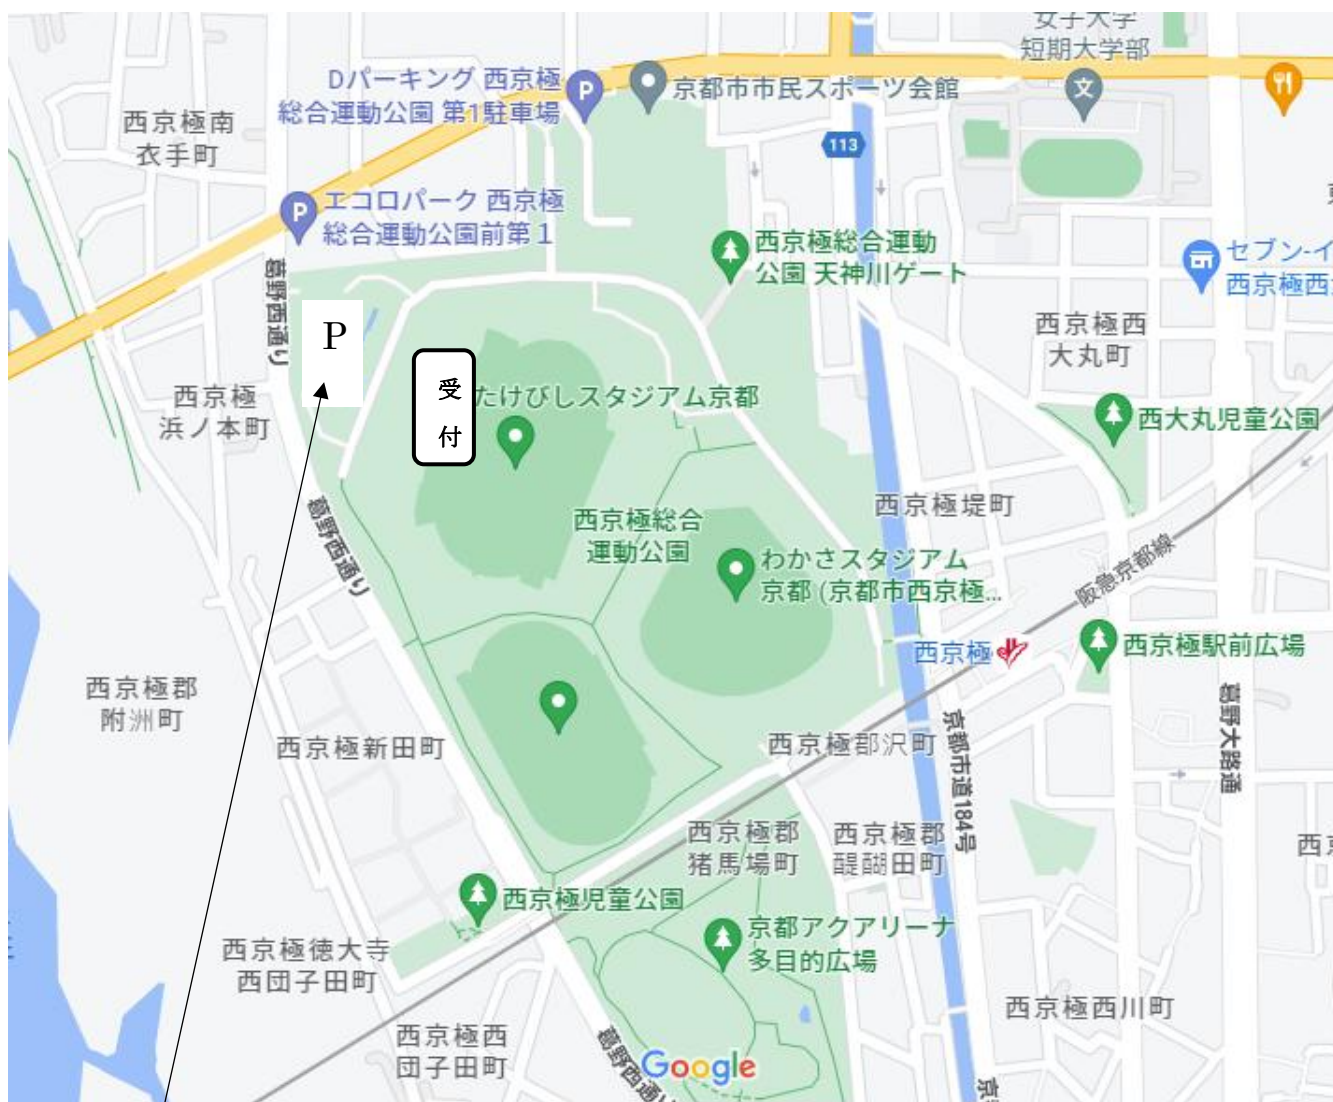 女子大学
短期大学部
Dパーキング 西京極
総合運動公園 第1駐車場
京都市市民スポーツ会館
西京極南
衣手町
113
エコロパーク 西京極
総合運動公園前第1
P
P
文
西京極総合運動
公園 天神川ゲート
セブン-イ
西京極西
葛野西通り
P
西京極西
大丸町
受
付
たけびしスタジアム京都
西京極
浜ノ本町
西大丸児童公園
西京極堤町
葛野西通り
西京極総合
運動公園
わかさスタジアム
京都 (京都市西京極...
阪急京都線
西京極
西京極駅前広場
西京極郡
附洲町
西京極新田町
西京極郡沢町
京都市道184号
葛野大路通
西京極郡
猪馬場町
西京極郡
醍醐田町
西京極児童公園
西京極徳大寺
西団子田町
京都アクアリーナ
多目的広場
西京極西川町
西京極西
団子田町
葛野西通り
Google